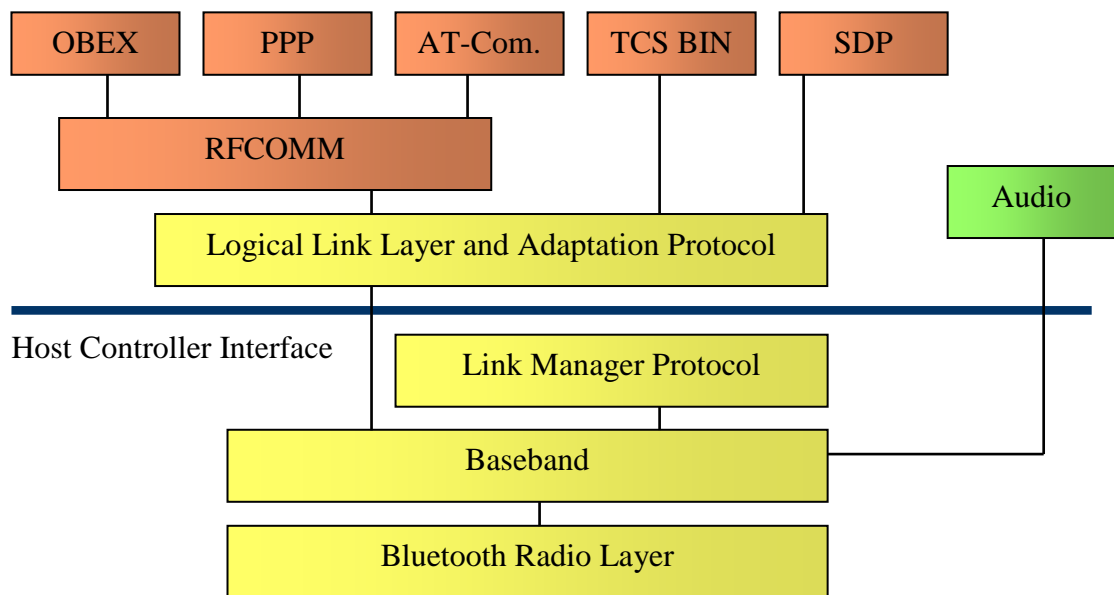 OBEX
PPP
AT-Com.
TCS BIN
SDP
RFCOMM
Audio
Logical Link Layer and Adaptation Protocol
Host Controller Interface
Link Manager Protocol
Baseband
Bluetooth Radio Layer